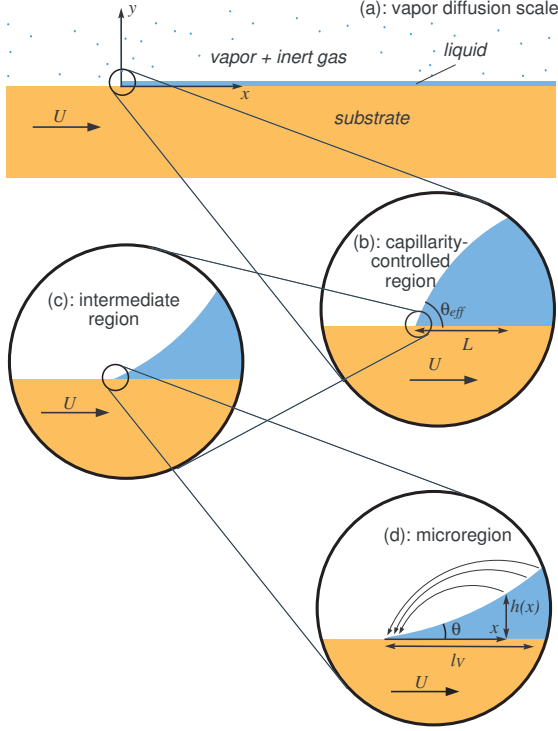 (a): vapor diffusion scale
y
vapor + inert gas
liquid
x
U
substrate
(b): capillarity-
controlled
region
θeff
L
U
(c): intermediate
region
U
(d): microregion
h(x)
θ
x
lV
U